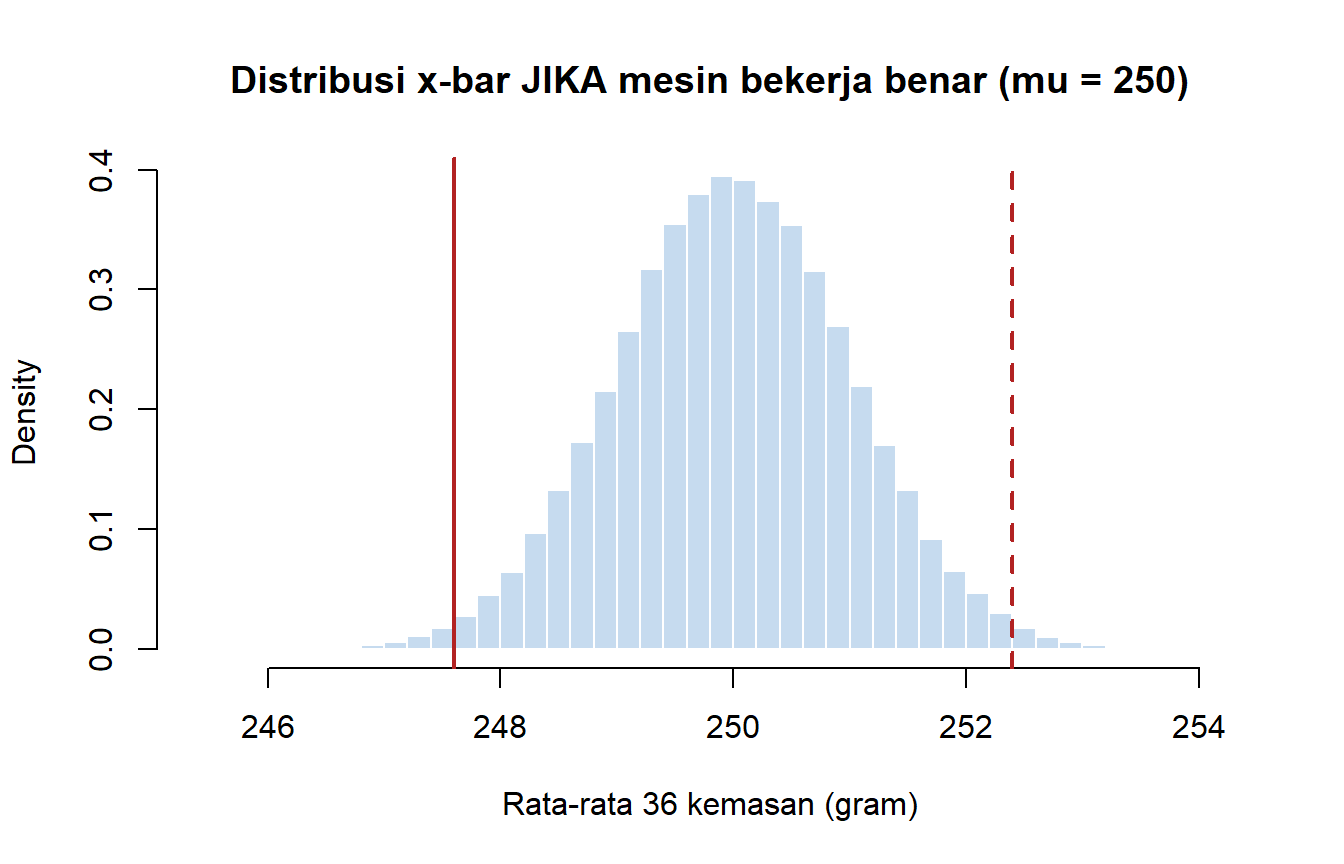 Distribusi x-bar JIKA mesin bekerja benar (mu = 250)
Density
0.4
0.3
0.2
0.1
0.0
246 248 250 252 254
Rata-rata 36 kemasan (gram)